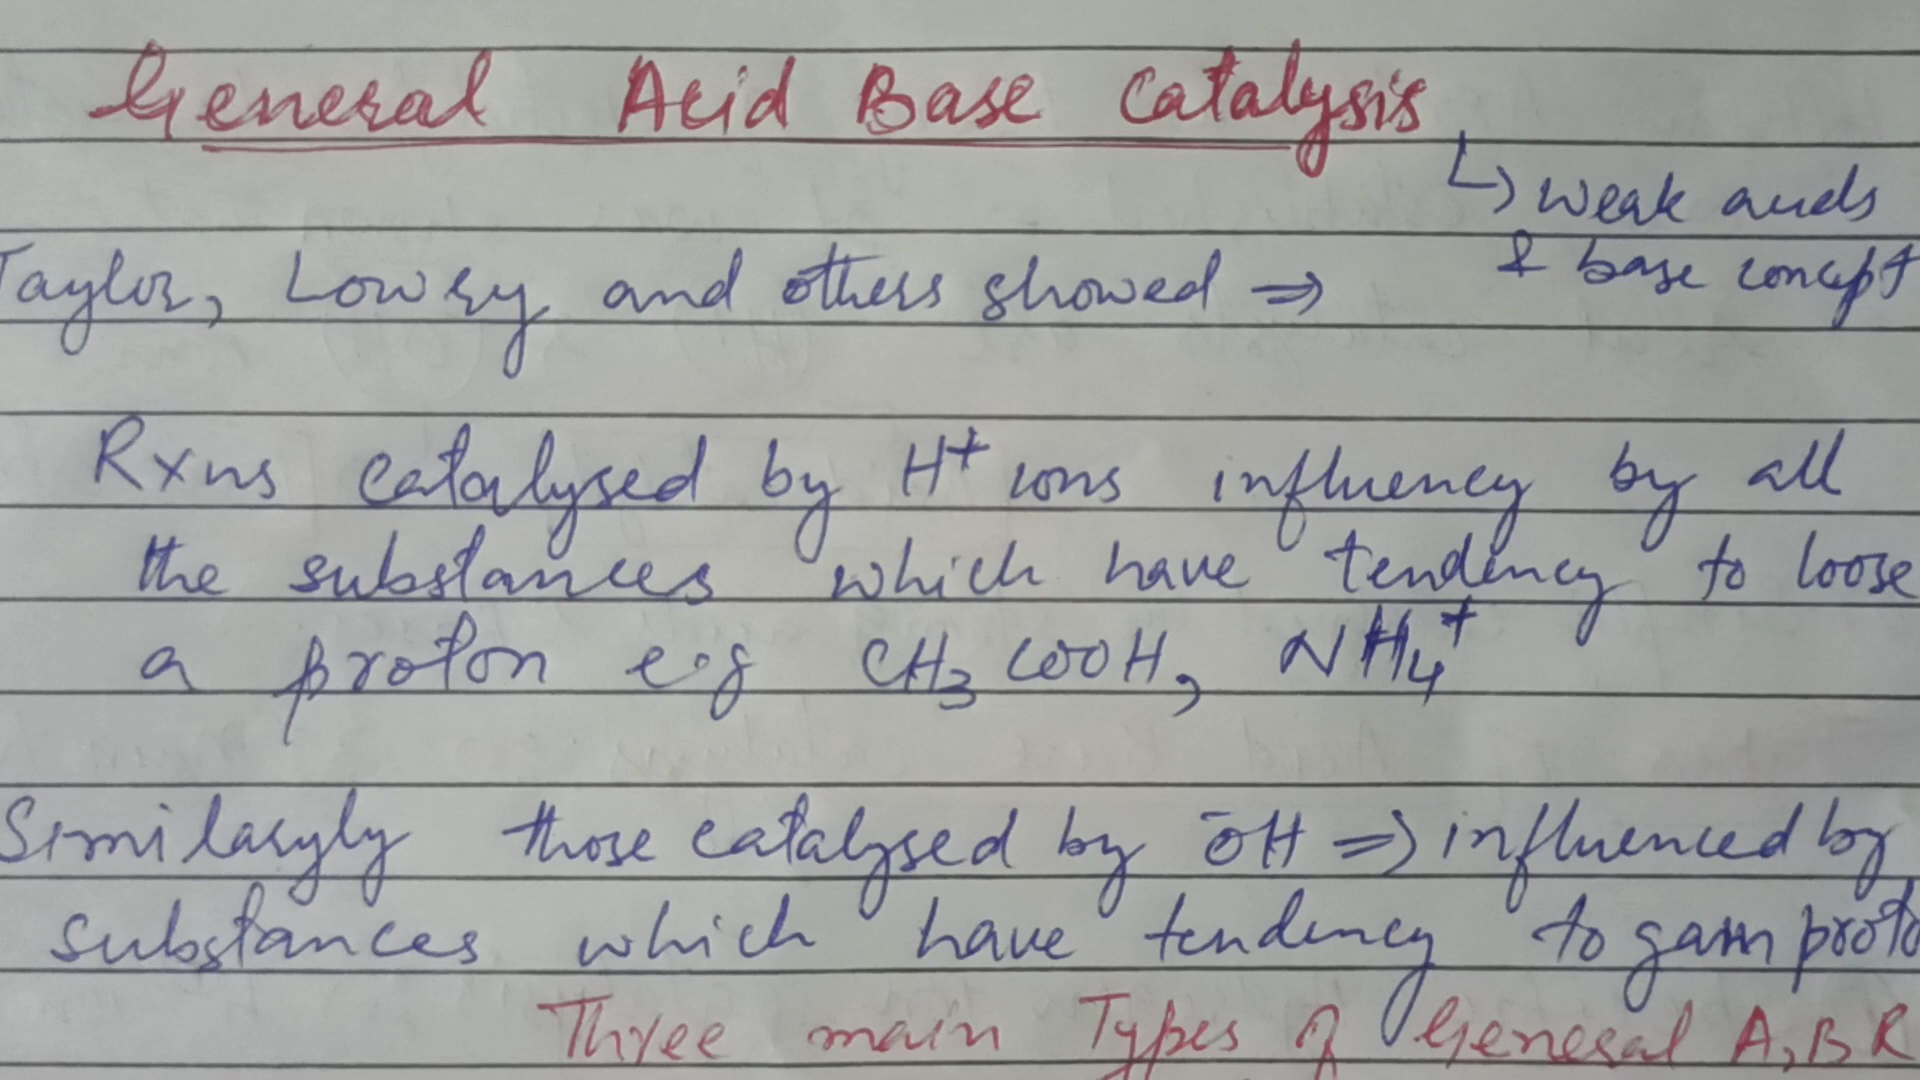 General Acid Base Catalysis
↳ weak acids
& base concept
Taylor, Lowry and others showed ⇒
Rxns catalysed by H⁺ ions influency by all
the substances which have tendency to loose
a proton e.g CH₃COOH, NH₄⁺
Similaryly those catalysed by ŌH ⇒ influenced by
substances which have tendency to gain proto
Three main Types of General A, B R